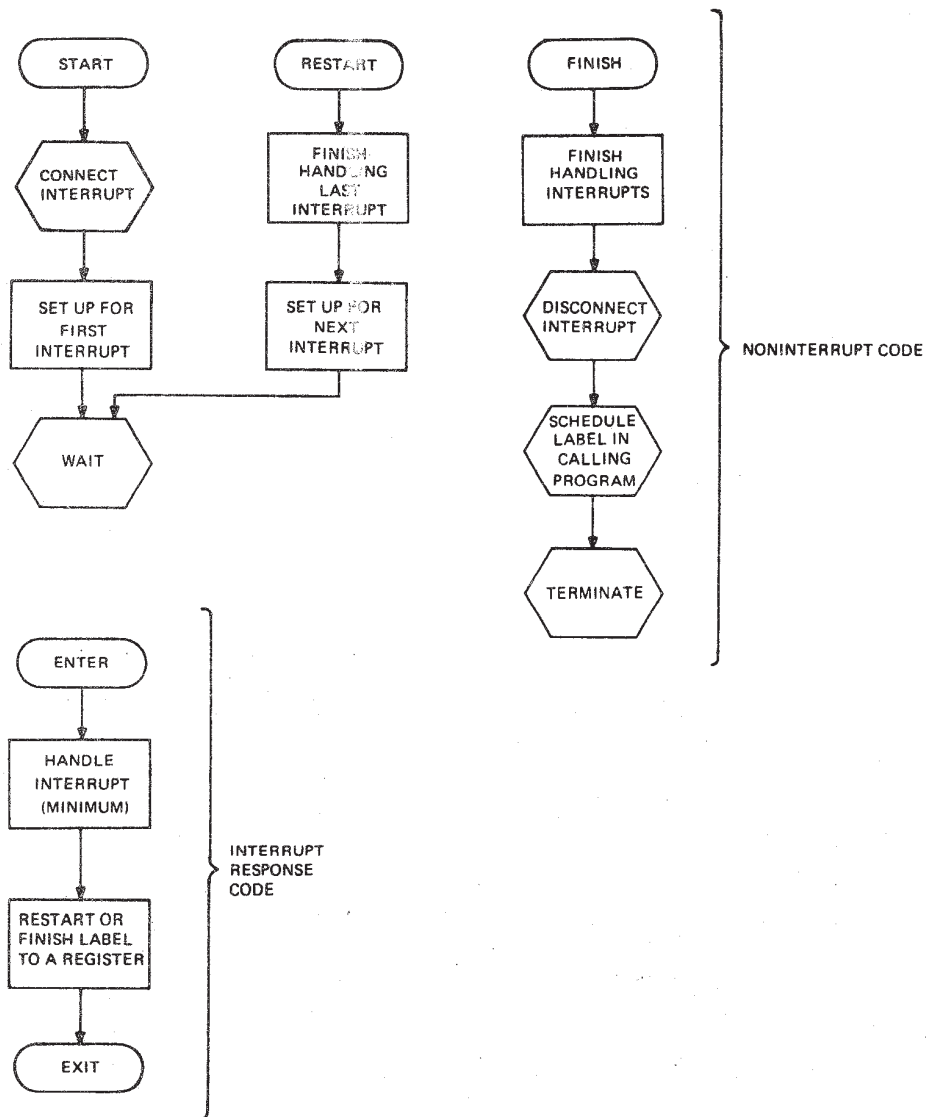 START
CONNECT
INTERRUPT
SET UP FOR
FIRST
INTERRUPT
WAIT
RESTART
FINISH
HANDLING
LAST
INTERRUPT
SET UP FOR
NEXT
INTERRUPT
FINISH
FINISH
HANDLING
INTERRUPTS
DISCONNECT
INTERRUPT
SCHEDULE
LABEL IN
CALLING
PROGRAM
TERMINATE
NONINTERRUPT CODE
ENTER
HANDLE
INTERRUPT
(MINIMUM)
RESTART OR
FINISH LABEL
TO A REGISTER
EXIT
INTERRUPT
RESPONSE
CODE